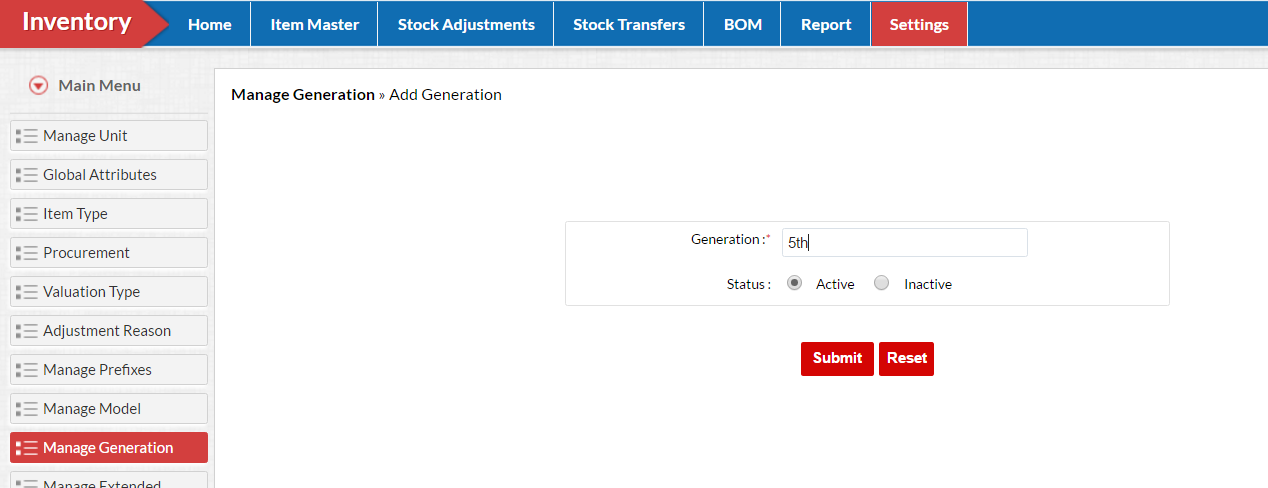 Inventory
Home
Item Master
Stock Adjustments
Stock Transfers
BOM
Report
Settings
Main Menu
Manage Generation » Add Generation
Manage Unit
Global Attributes
Item Type
Procurement
Valuation Type
Adjustment Reason
Manage Prefixes
Manage Model
Manage Generation
Manage Extended
Generation :* 5th
Status : Active Inactive
Submit Reset